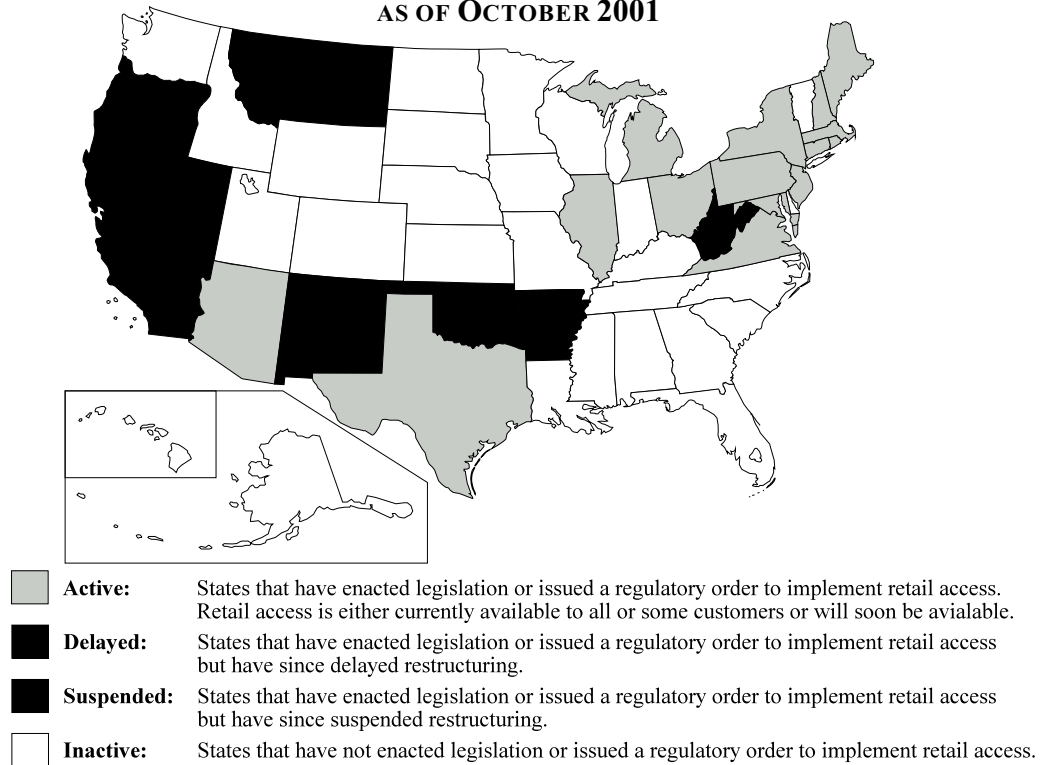 AS OF OCTOBER 2001
Active: States that have enacted legislation or issued a regulatory order to implement retail access.
Retail access is either currently available to all or some customers or will soon be avialable.
Delayed: States that have enacted legislation or issued a regulatory order to implement retail access
but have since delayed restructuring.
Suspended: States that have enacted legislation or issued a regulatory order to implement retail access
but have since suspended restructuring.
Inactive: States that have not enacted legislation or issued a regulatory order to implement retail access.